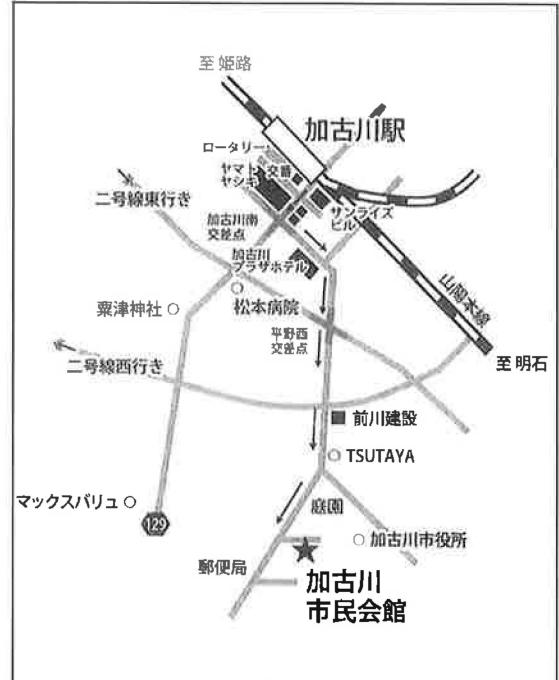 至 姫路
加古川駅
ロータリー
ヤマト
ヤシキ
交番
二号線東行き
サンライズ
ビル
加古川南
交差点
加古川
プラザホテル
山陽本線
粟津神社
松本病院
平野西
交差点
至 明石
二号線西行き
前川建設
TSUTAYA
マックスバリュ
129
庭園
加古川市役所
郵便局
加古川
市民会館